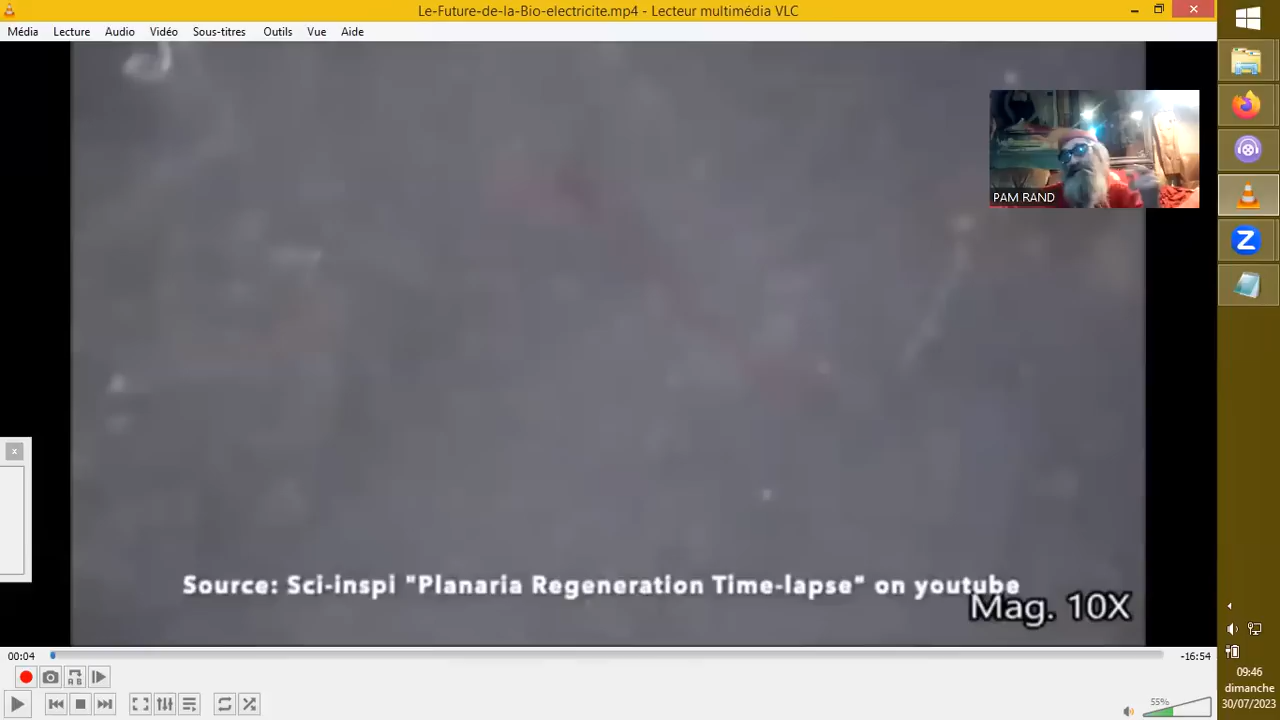 Le-Future-de-la-Bio-electricite.mp4 - Lecteur multimédia VLC
Média Lecture Audio Vidéo Sous-titres Outils Vue Aide
PAM RAND
Source: Sci-inspi "Planaria Regeneration Time-lapse" on youtube
Mag. 10X
00:04
-16:54
55%
09:46
dimanche
30/07/2023